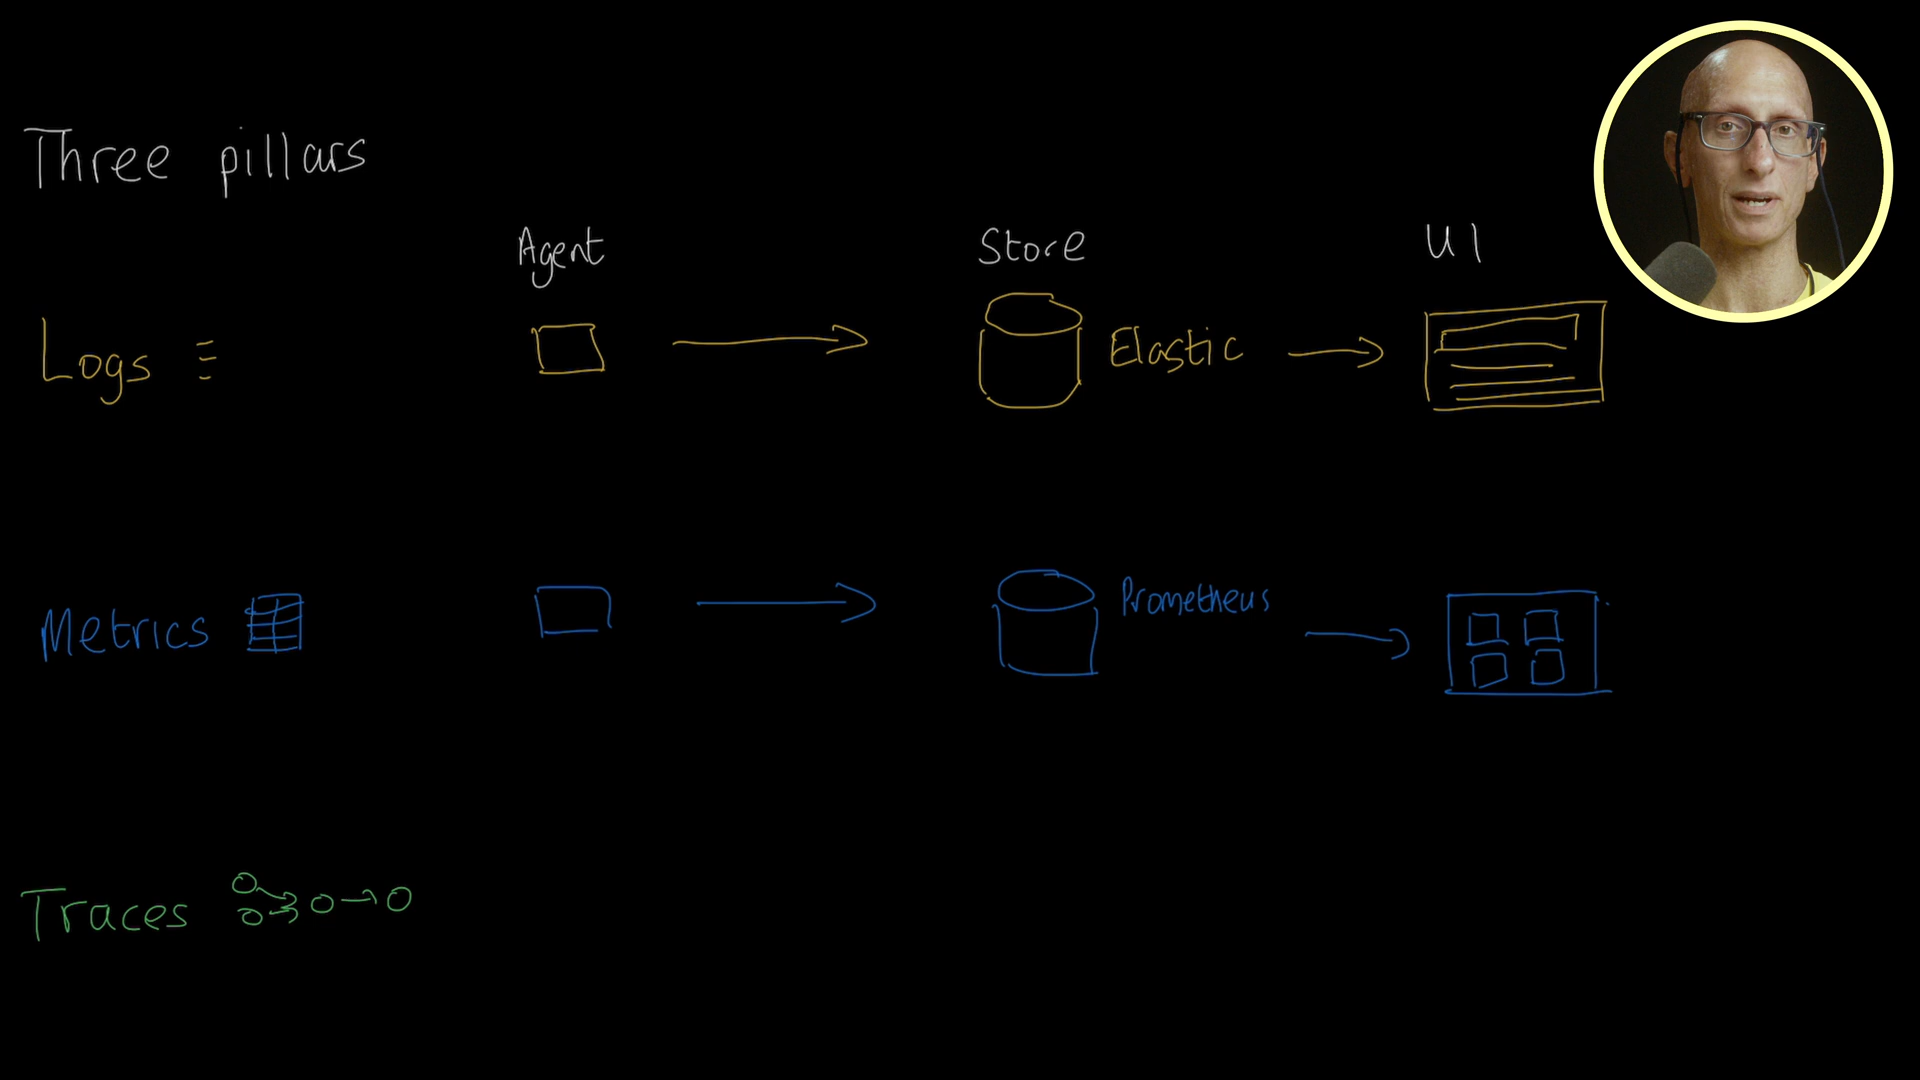 Three pillars
Agent
Store
UI
Logs
Elastic
Metrics
Prometheus
Traces